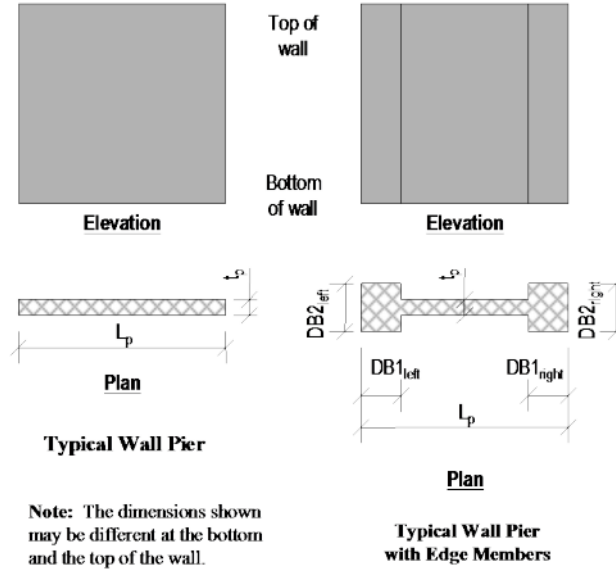 Top of
wall
Bottom
of wall
Elevation
Elevation
tp
Lp
Plan
Typical Wall Pier
Note: The dimensions shown
may be different at the bottom
and the top of the wall.
DB2left
tp
DB2right
DB1left
DB1right
Lp
Plan
Typical Wall Pier
with Edge Members